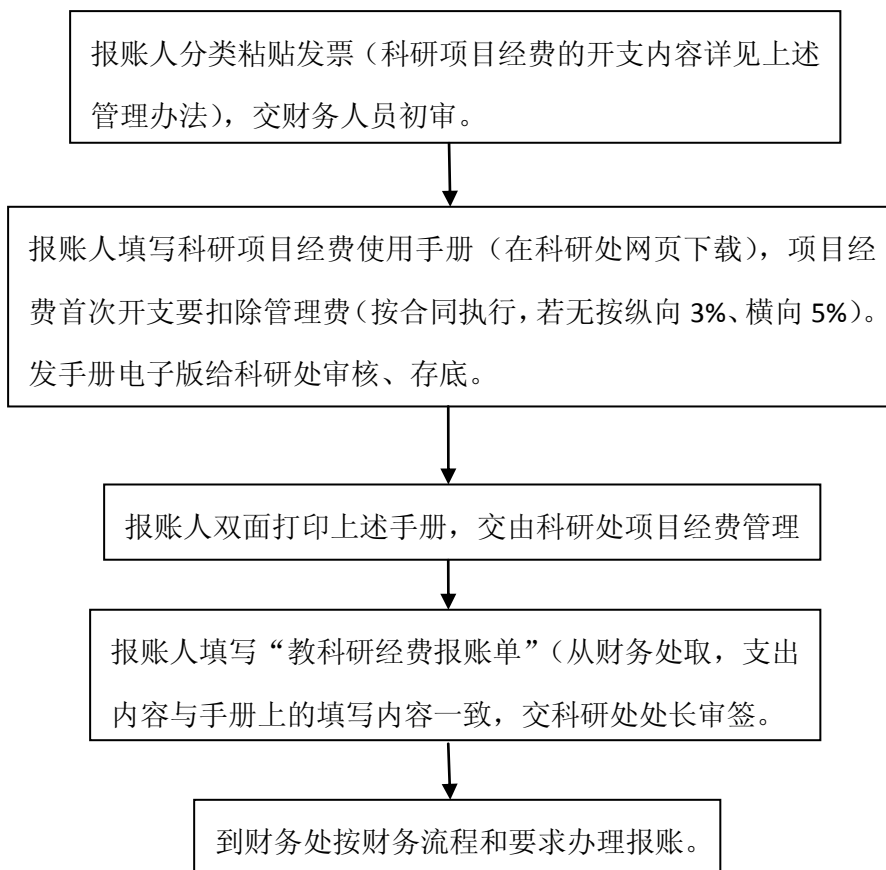 报账人分类粘贴发票（科研项目经费的开支内容详见上述
管理办法），交财务人员初审。
报账人填写科研项目经费使用手册（在科研处网页下载），项目经
费首次开支要扣除管理费（按合同执行，若无按纵向 3%、横向 5%）。
发手册电子版给科研处审核、存底。
报账人双面打印上述手册，交由科研处项目经费管理
报账人填写“教科研经费报账单”（从财务处取，支出
内容与手册上的填写内容一致，交科研处处长审签。
到财务处按财务流程和要求办理报账。